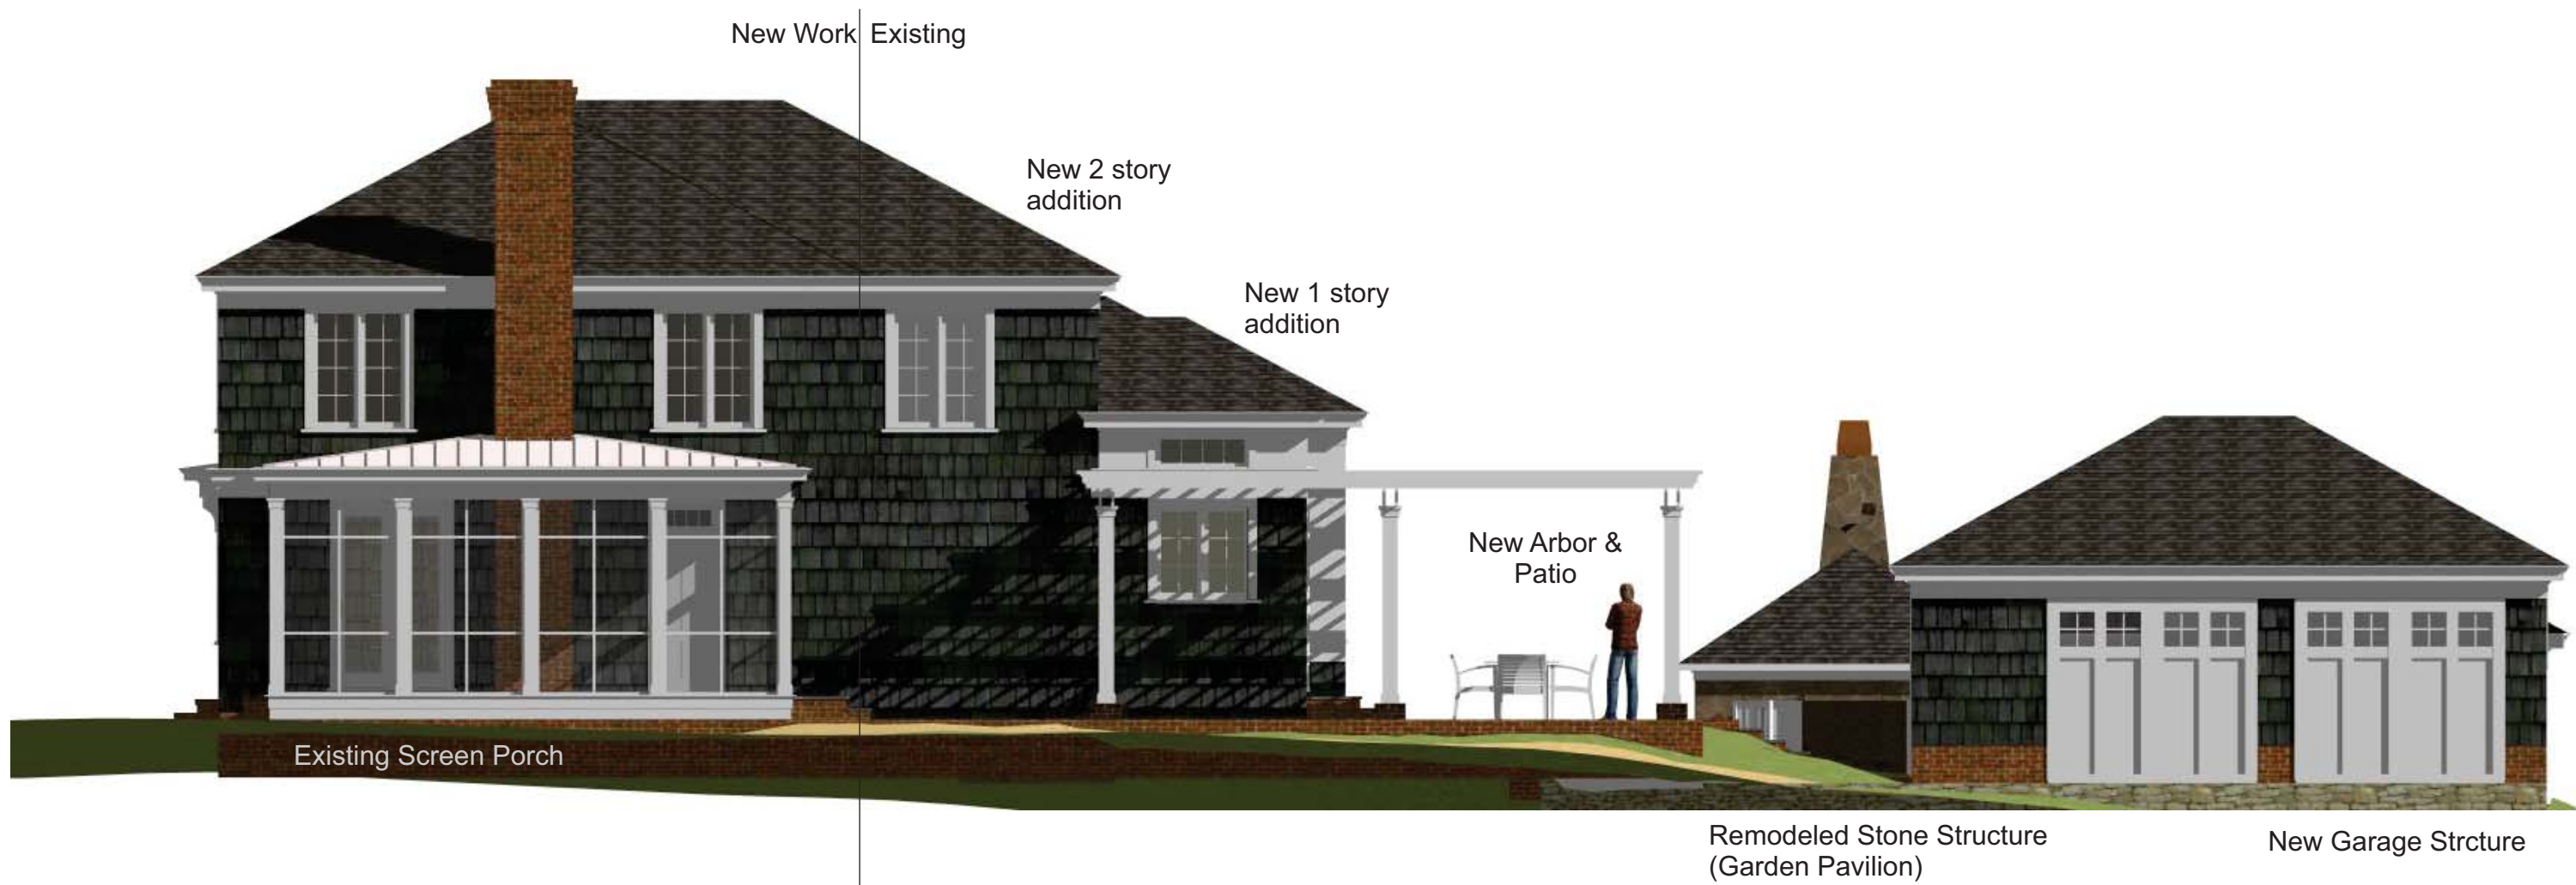 New Work Existing
New 2 story
addition
New 1 story
addition
New Arbor &
Patio
Existing Screen Porch
Remodeled Stone Structure
(Garden Pavilion)
New Garage Strcture